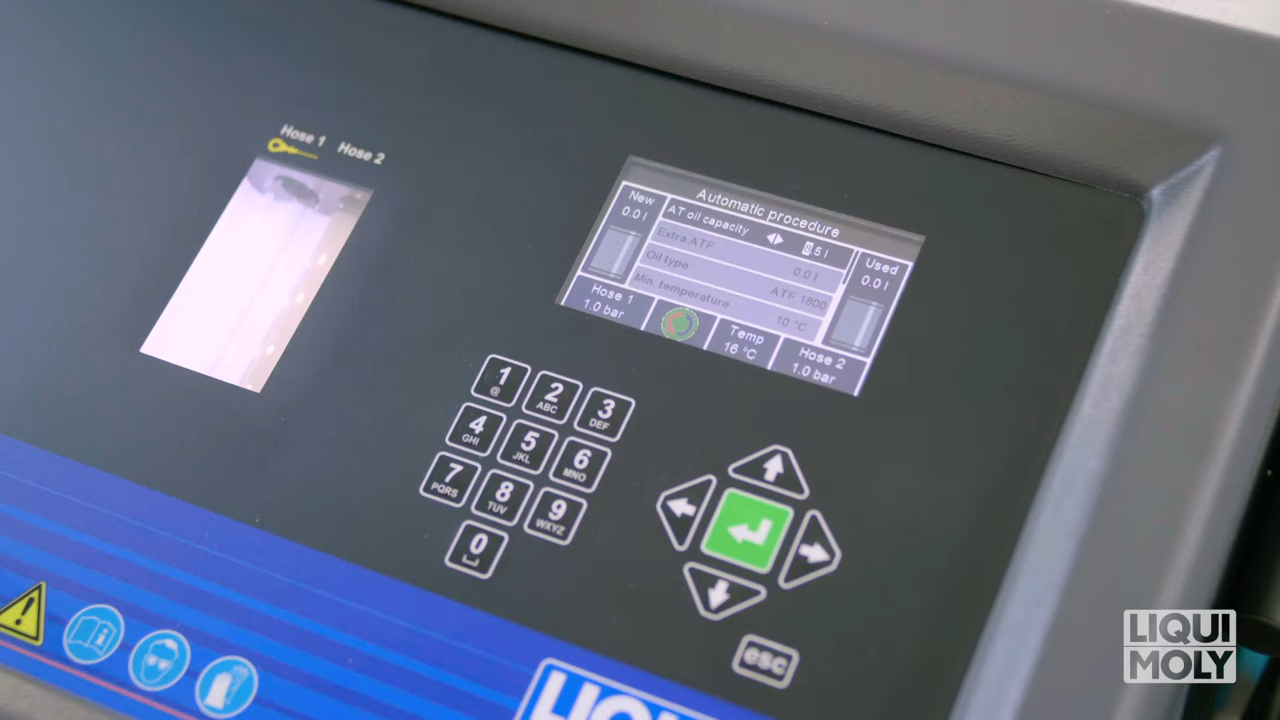 Hose 1 Hose 2
Automatic procedure
New
0.0 l
AT oil capacity 0.5 l
Extra ATF 0.0 l
Oil type ATF 1800
Min. temperature 10 °C
Used
0.0 l
Hose 1
1.0 bar
Temp
16 °C
Hose 2
1.0 bar
1
@
2
ABC
3
DEF
4
GHI
5
JKL
6
MNO
7
PQRS
8
TUV
9
WXYZ
0
esc
LIQUI
LIQUI
MOLY